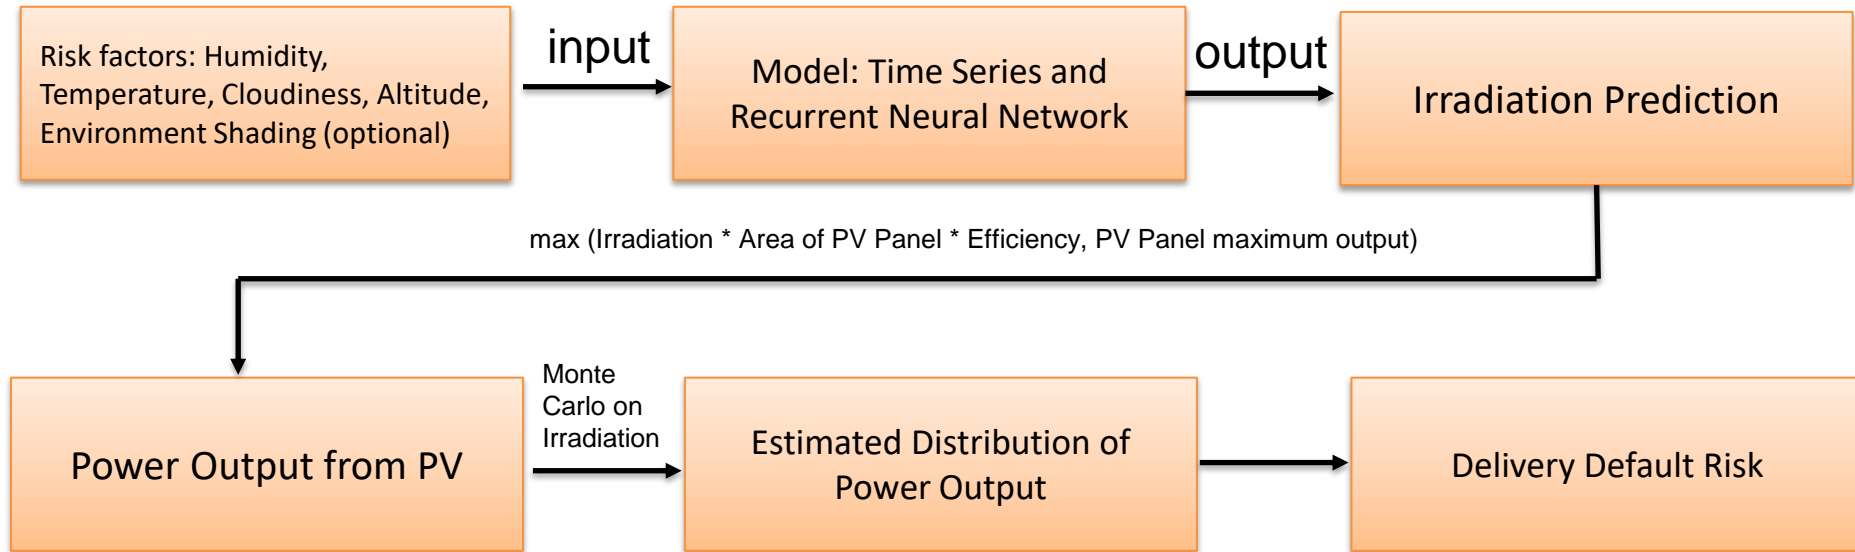 Risk factors: Humidity,
Temperature, Cloudiness, Altitude,
Environment Shading (optional)
input
Model: Time Series and
Recurrent Neural Network
output
Irradiation Prediction
max (Irradiation * Area of PV Panel * Efficiency, PV Panel maximum output)
Power Output from PV
Monte
Carlo on
Irradiation
Estimated Distribution of
Power Output
Delivery Default Risk